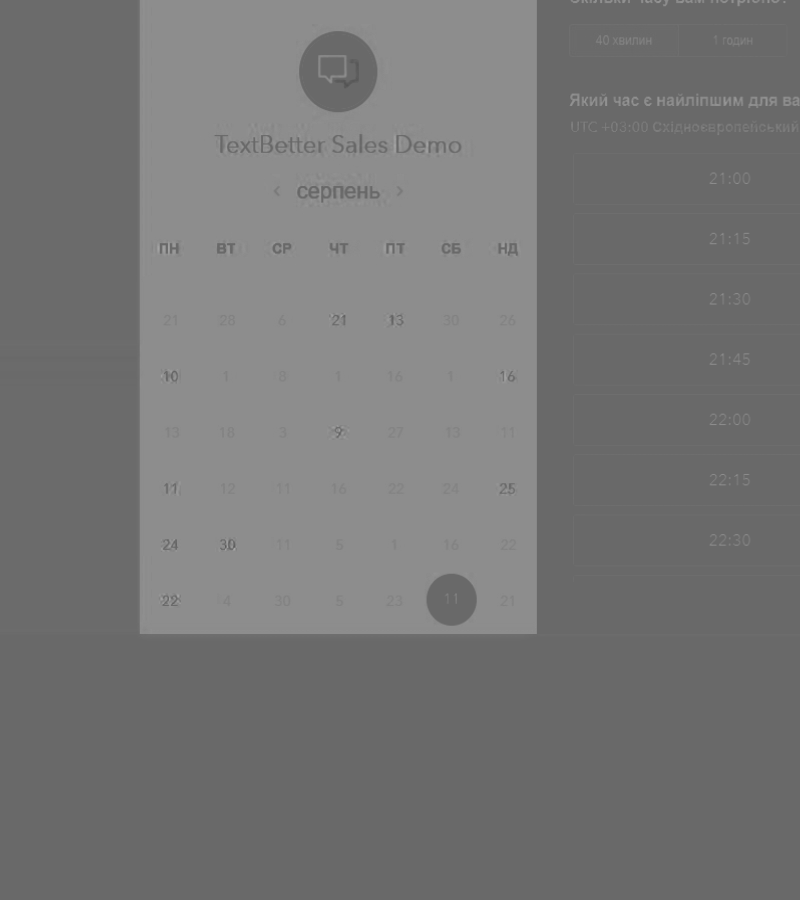 TextBetter Sales Demo
‹ серпень ›
ПН ВТ СР ЧТ ПТ СБ НД
21 28 6 21 13 30 26
10 1 8 1 16 1 16
13 18 3 9 27 13 11
11 12 11 16 22 24 25
24 30 11 5 1 16 22
22 4 30 5 23 11 21
Скільки часу вам потрібно?
40 хвилин 1 годин
Який час є найліпшим для ва
UTC +03:00 Східноєвропейський
21:00
21:15
21:30
21:45
22:00
22:15
22:30